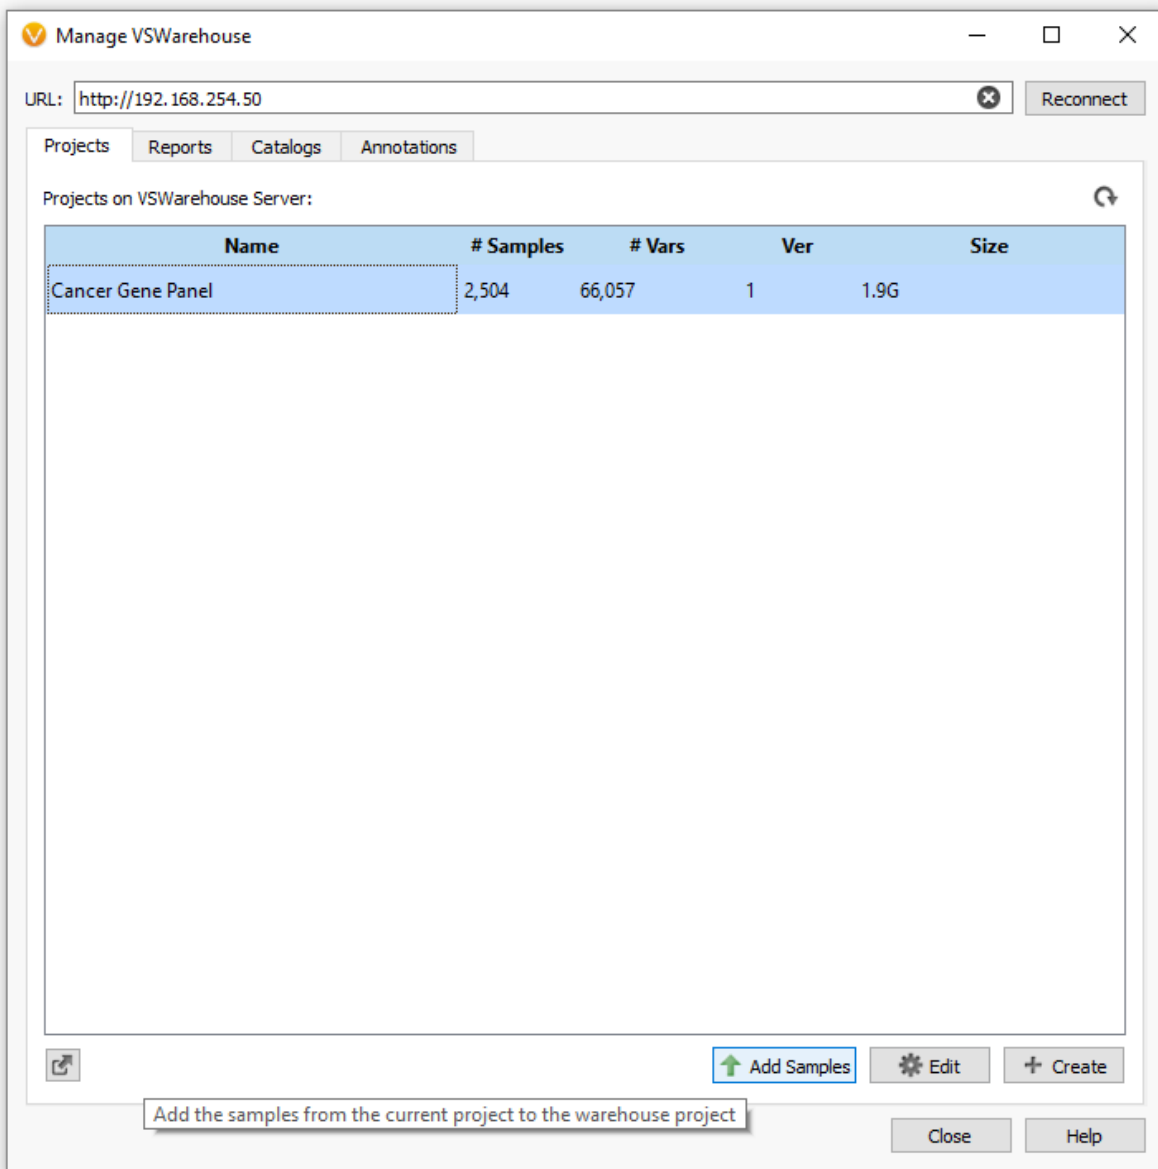 Manage VSWarehouse
URL: http://192.168.254.50 Reconnect
Projects Reports Catalogs Annotations
Projects on VSWarehouse Server:
Name # Samples # Vars Ver Size
Cancer Gene Panel 2,504 66,057 1 1.9G
Add Samples Edit Create
Add the samples from the current project to the warehouse project
Close Help